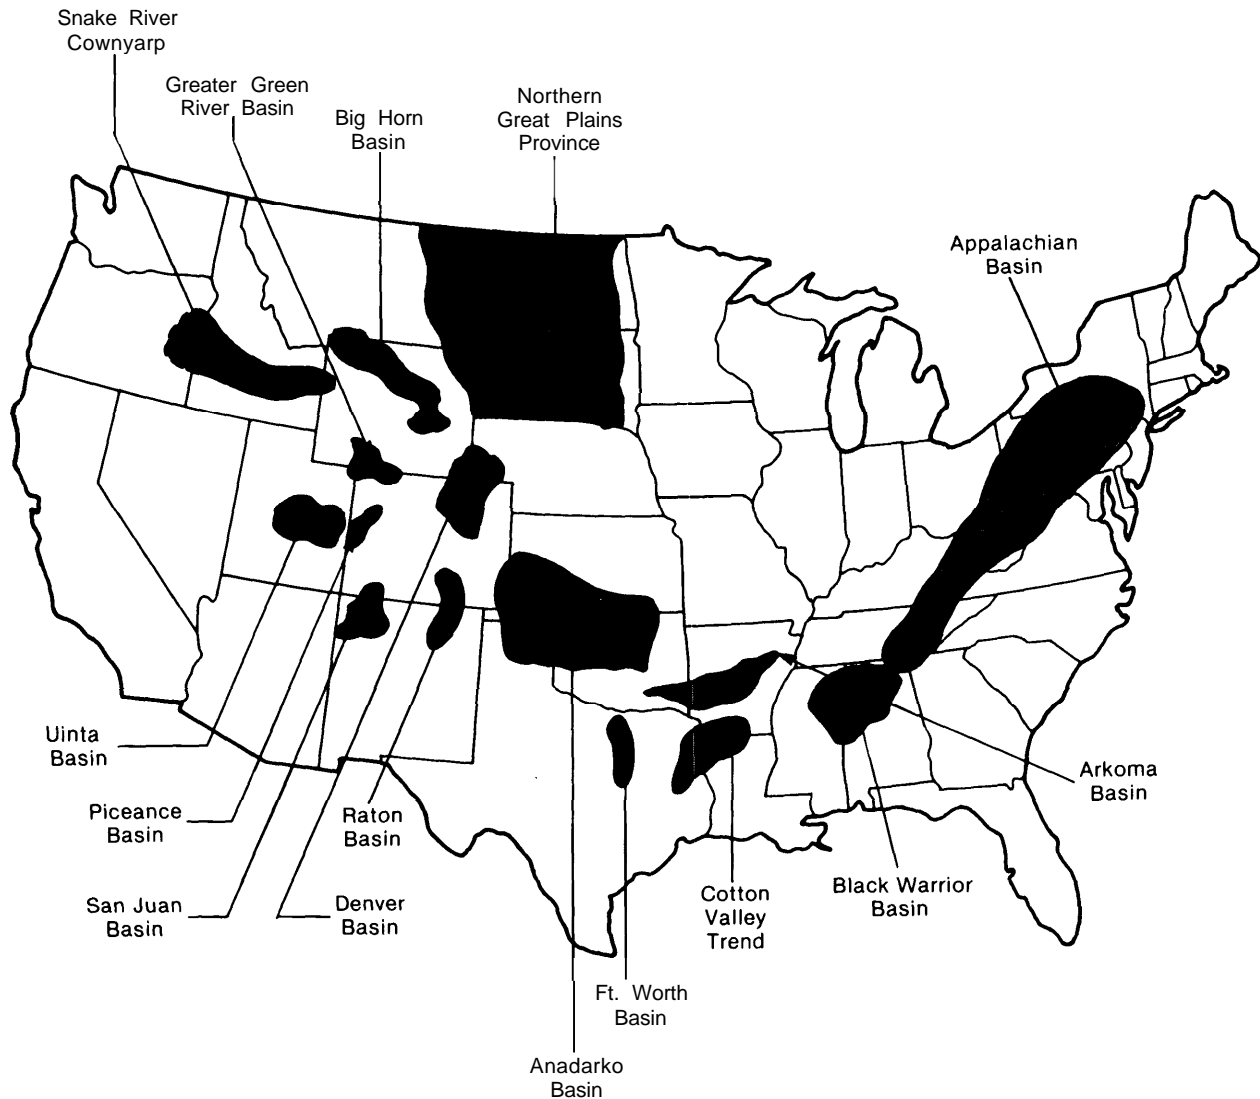 Snake River
Cownyarp
Greater Green
River Basin
Big Horn
Basin
Northern
Great Plains
Province
Appalachian
Basin
Uinta
Basin
Piceance
Basin
San Juan
Basin
Raton
Basin
Denver
Basin
Cotton
Valley
Trend
Black Warrior
Basin
Arkoma
Basin
Ft. Worth
Basin
Anadarko
Basin